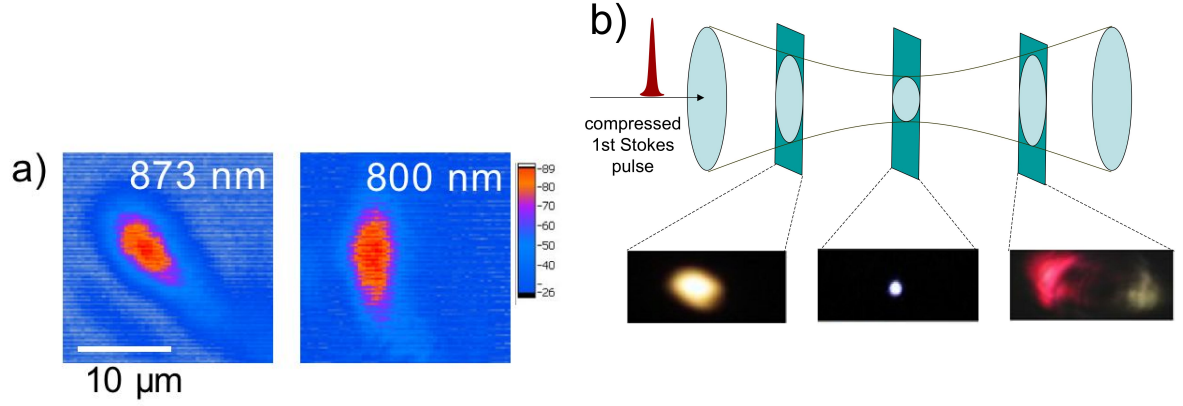 a)
873 nm
800 nm
-89
-80
-70
-60
-50
-40
-26
10 µm
b)
compressed
1st Stokes
pulse